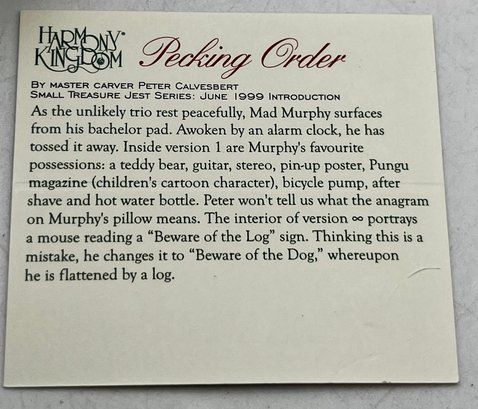 HARMONY®
KINGDOM
Pecking Order
BY MASTER CARVER PETER CALVESBERT
SMALL TREASURE JEST SERIES: JUNE 1999 INTRODUCTION
As the unlikely trio rest peacefully, Mad Murphy surfaces
from his bachelor pad. Awoken by an alarm clock, he has
tossed it away. Inside version 1 are Murphy's favourite
possessions: a teddy bear, guitar, stereo, pin-up poster, Pungu
magazine (children's cartoon character), bicycle pump, after
shave and hot water bottle. Peter won't tell us what the anagram
on Murphy's pillow means. The interior of version ∞ portrays
a mouse reading a “Beware of the Log” sign. Thinking this is a
mistake, he changes it to “Beware of the Dog,” whereupon
he is flattened by a log.